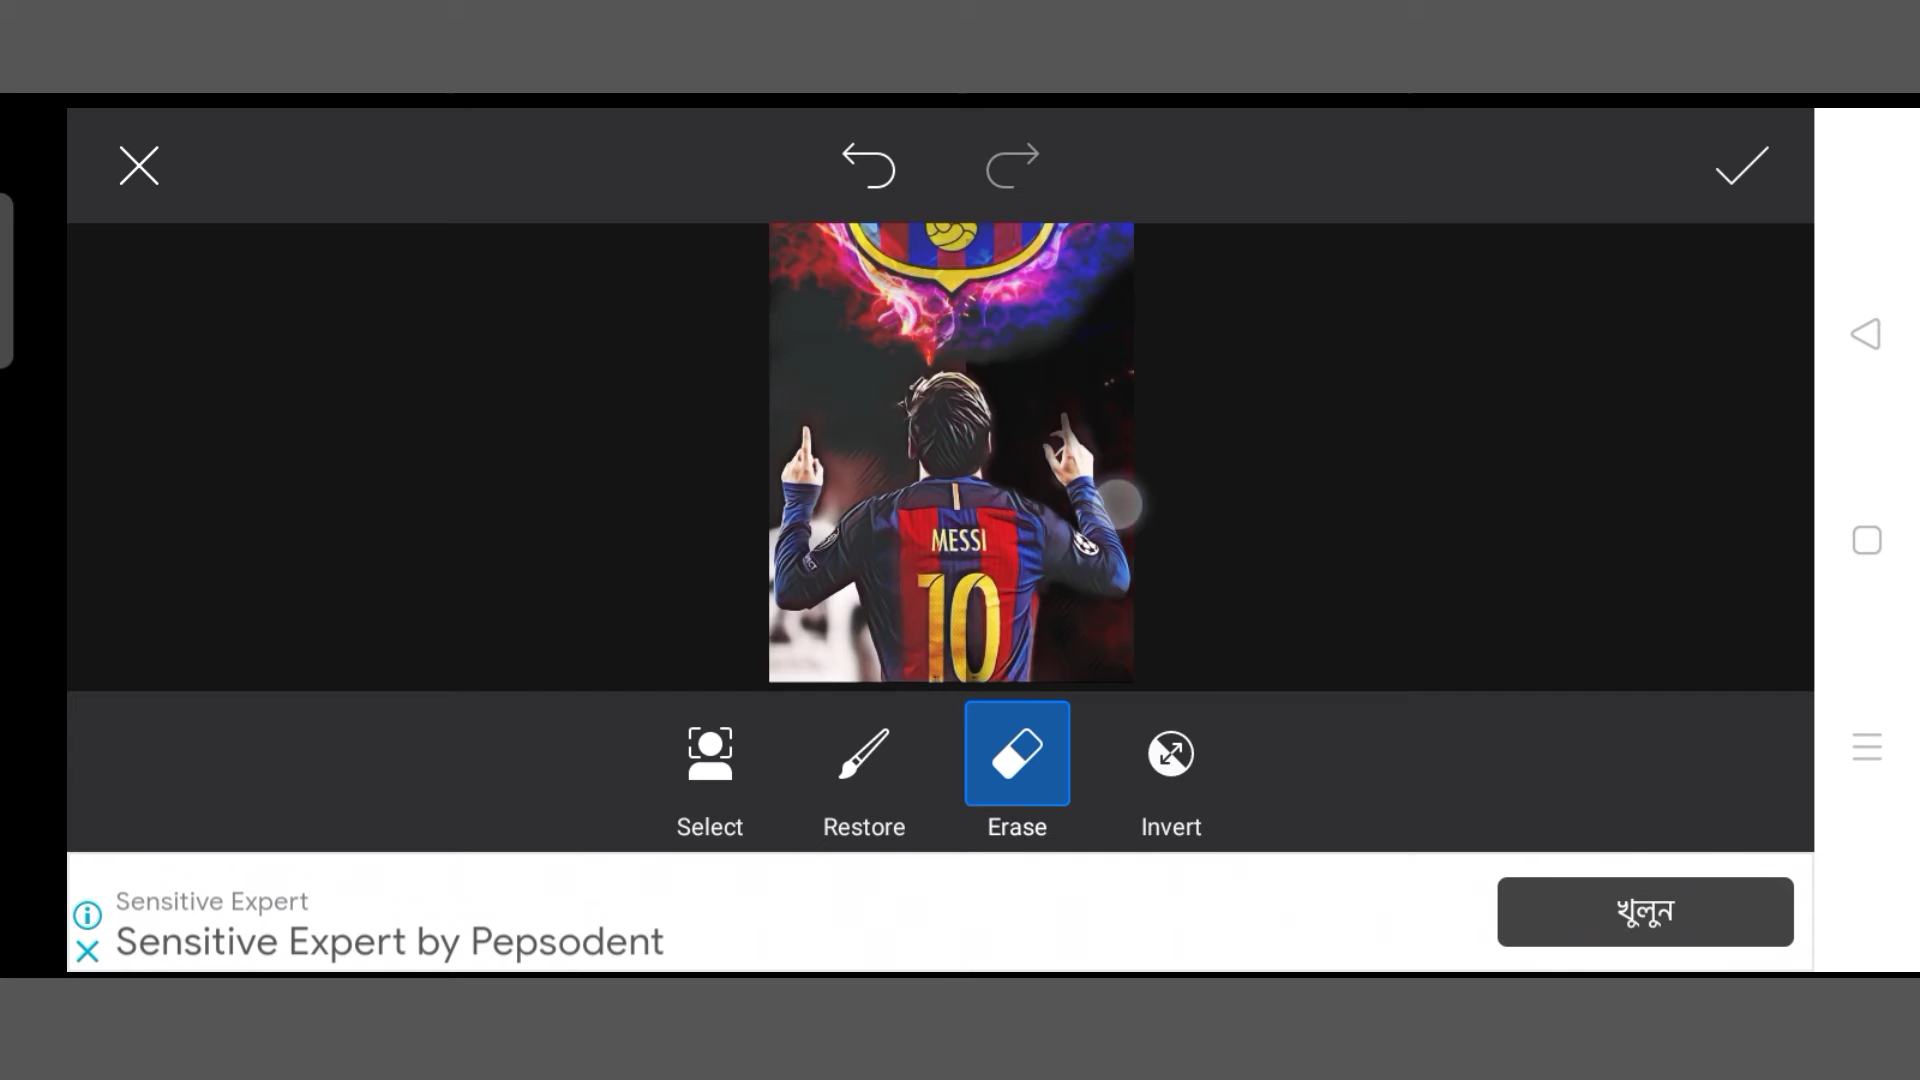 MESSI
10
Select
Restore
Erase
Invert
Sensitive Expert
Sensitive Expert by Pepsodent
খুলুন